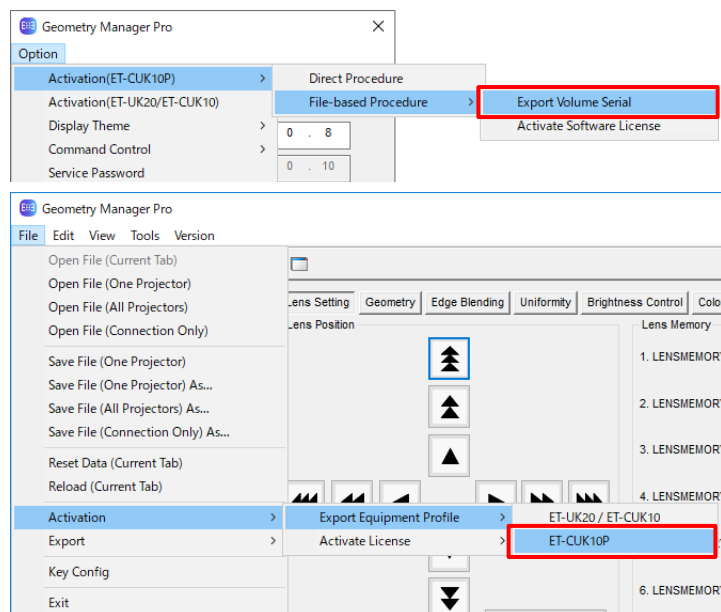 Geometry Manager Pro
Option
Activation(ET-CUK10P)
Direct Procedure
Activation(ET-UK20/ET-CUK10)
File-based Procedure
Export Volume Serial
Display Theme
0 . 8
Activate Software License
Command Control
Service Password
0 . 10
Geometry Manager Pro
File Edit View Tools Version
Open File (Current Tab)
Open File (One Projector)
Open File (All Projectors)
Open File (Connection Only)
Save File (One Projector)
Save File (One Projector) As...
Save File (All Projectors) As...
Save File (Connection Only) As...
Reset Data (Current Tab)
Reload (Current Tab)
Activation
Export
Key Config
Exit
Lens Setting Geometry Edge Blending Uniformity Brightness Control Colo
Lens Position
Lens Memory
1. LENSMEMORY
2. LENSMEMORY
3. LENSMEMORY
4. LENSMEMORY
Export Equipment Profile
ET-UK20 / ET-CUK10
Activate License
ET-CUK10P
6. LENSMEMORY